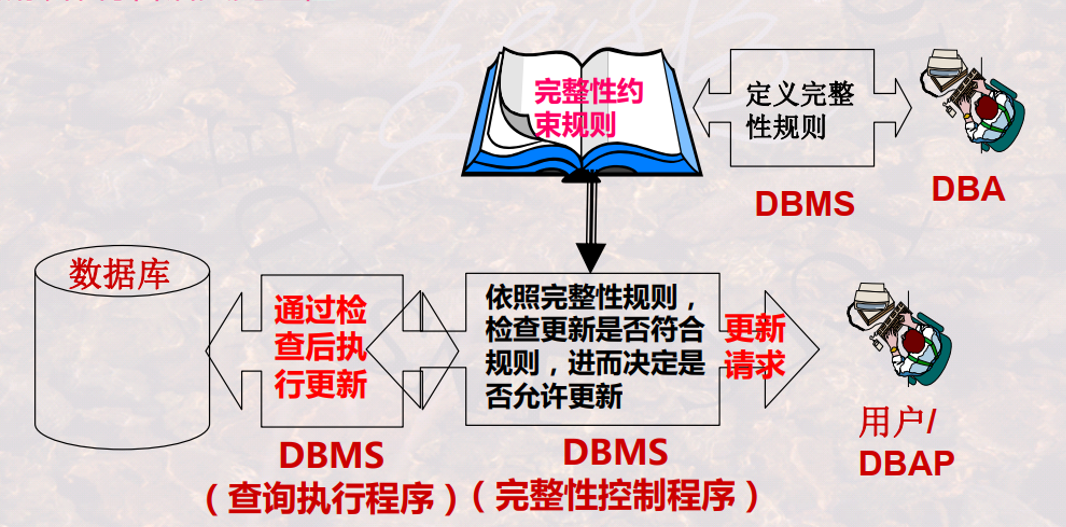 完整性约
束规则
定义完整
性规则
DBMS
DBA
数据库
通过检
查后执
行更新
DBMS
（查询执行程序）
依照完整性规则，
检查更新是否符合
规则，进而决定是
否允许更新
DBMS
（完整性控制程序）
更新
请求
用户/
DBAP